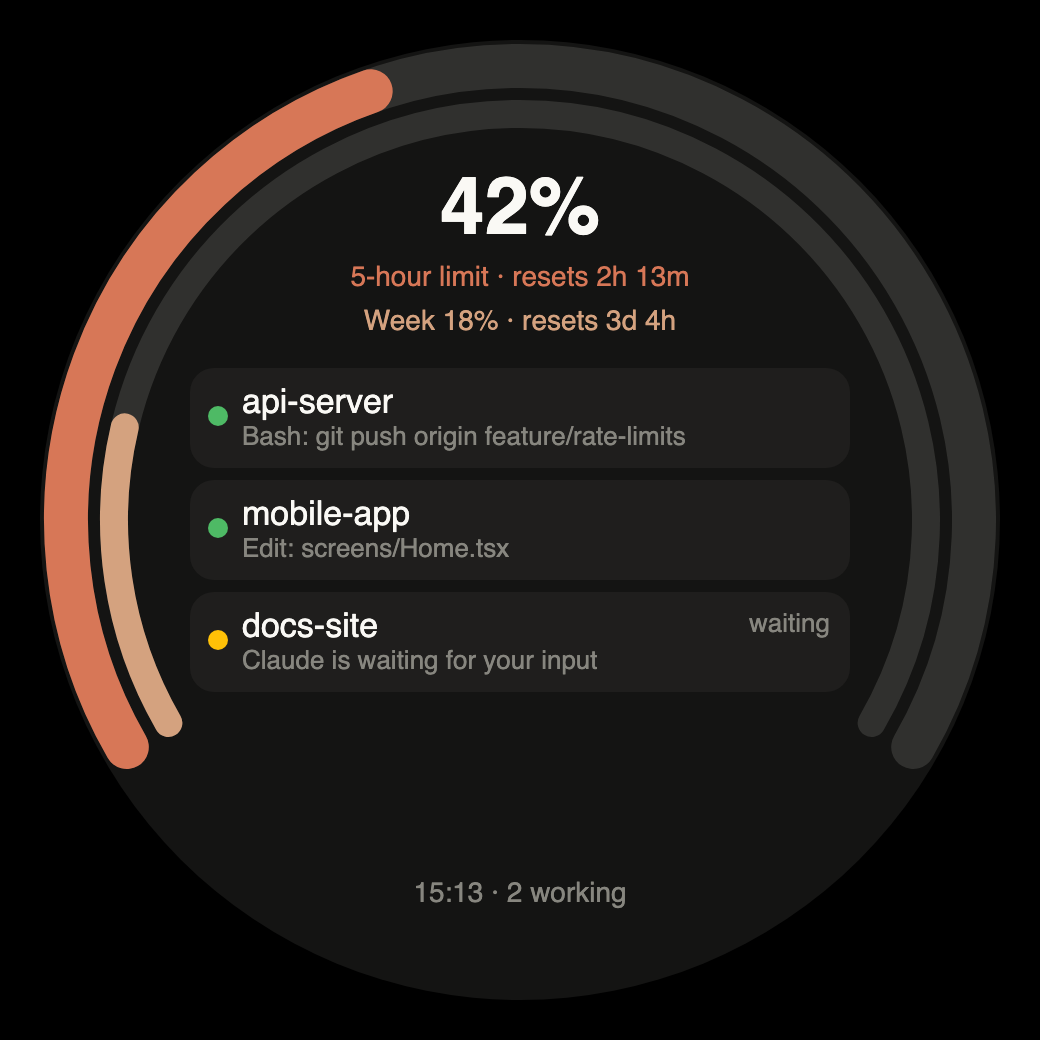 42%
5-hour limit · resets 2h 13m
Week 18% · resets 3d 4h
api-server
Bash: git push origin feature/rate-limits
mobile-app
Edit: screens/Home.tsx
docs-site
waiting
Claude is waiting for your input
15:13 · 2 working